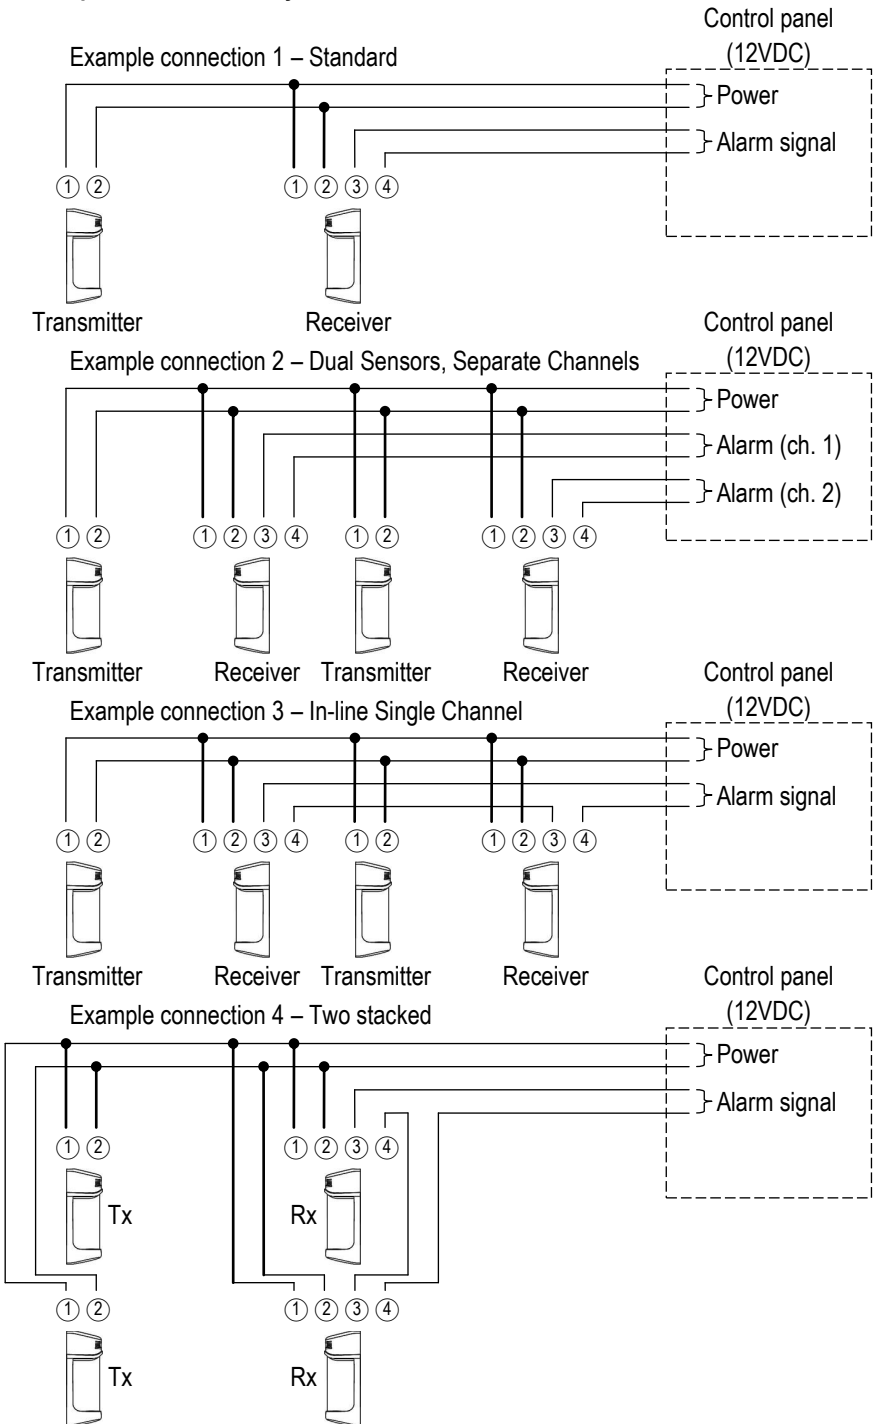 Control panel
(12VDC)
Example connection 1 – Standard
Power
Alarm signal
① ② ① ② ③ ④
Transmitter Receiver
Control panel
(12VDC)
Example connection 2 – Dual Sensors, Separate Channels
Power
Alarm (ch. 1)
Alarm (ch. 2)
① ② ① ② ③ ④ ① ② ① ② ③ ④
Transmitter Receiver Transmitter Receiver
Control panel
(12VDC)
Example connection 3 – In-line Single Channel
Power
Alarm signal
① ② ① ② ③ ④ ① ② ① ② ③ ④
Transmitter Receiver Transmitter Receiver
Control panel
(12VDC)
Example connection 4 – Two stacked
Power
Alarm signal
① ② ① ② ③ ④
Tx Rx
① ② ① ② ③ ④
Tx Rx